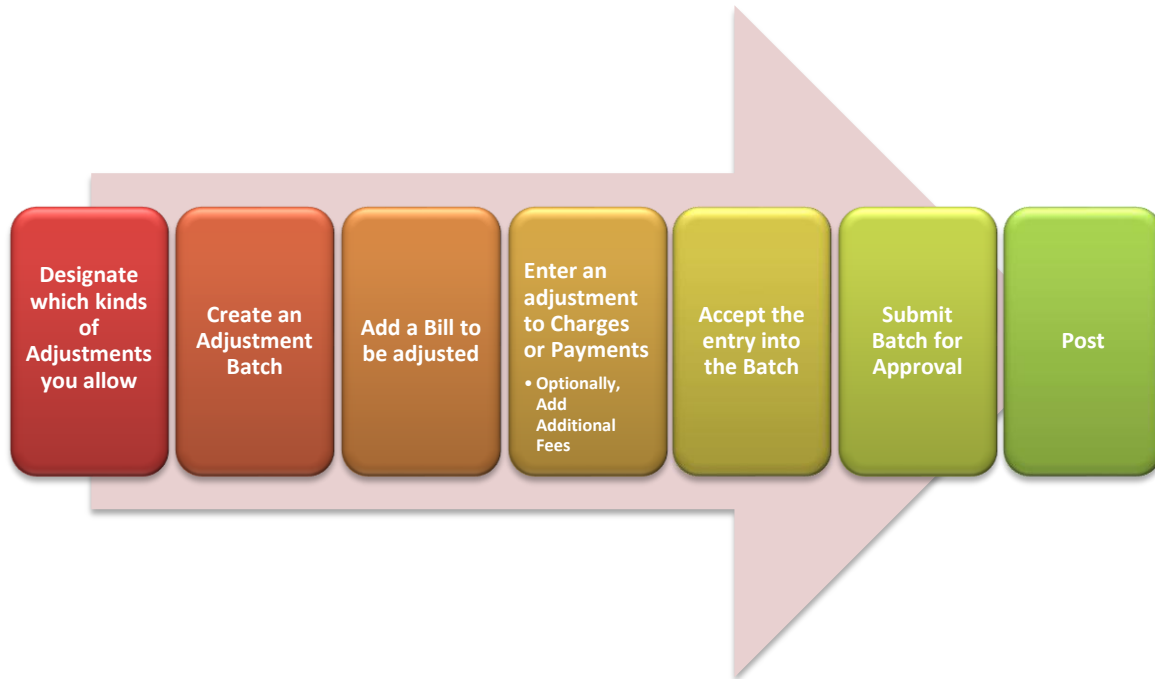 Designate
which kinds
of
Adjustments
you allow
Create an
Adjustment
Batch
Add a Bill to
be adjusted
Enter an
adjustment
to Charges
or Payments
• Optionally,
Add
Additional
Fees
Accept the
entry into
the Batch
Submit
Batch for
Approval
Post